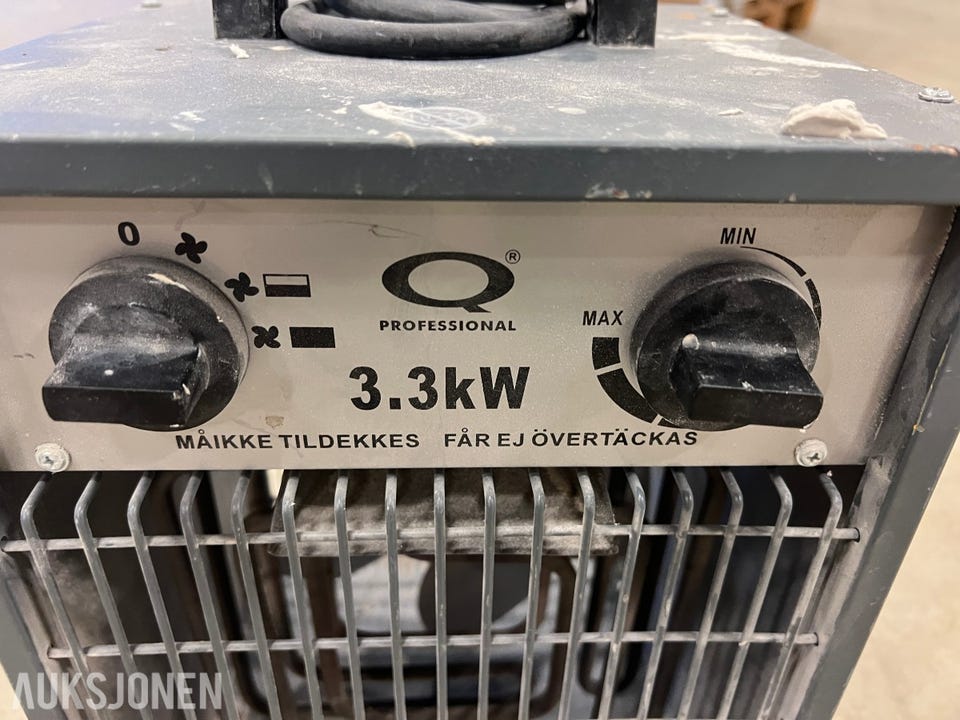 0
MIN
Q®
PROFESSIONAL
MAX
3.3kW
MÅIKKE TILDEKKES FÅR EJ ÖVERTÄCKAS
AUKSJONEN